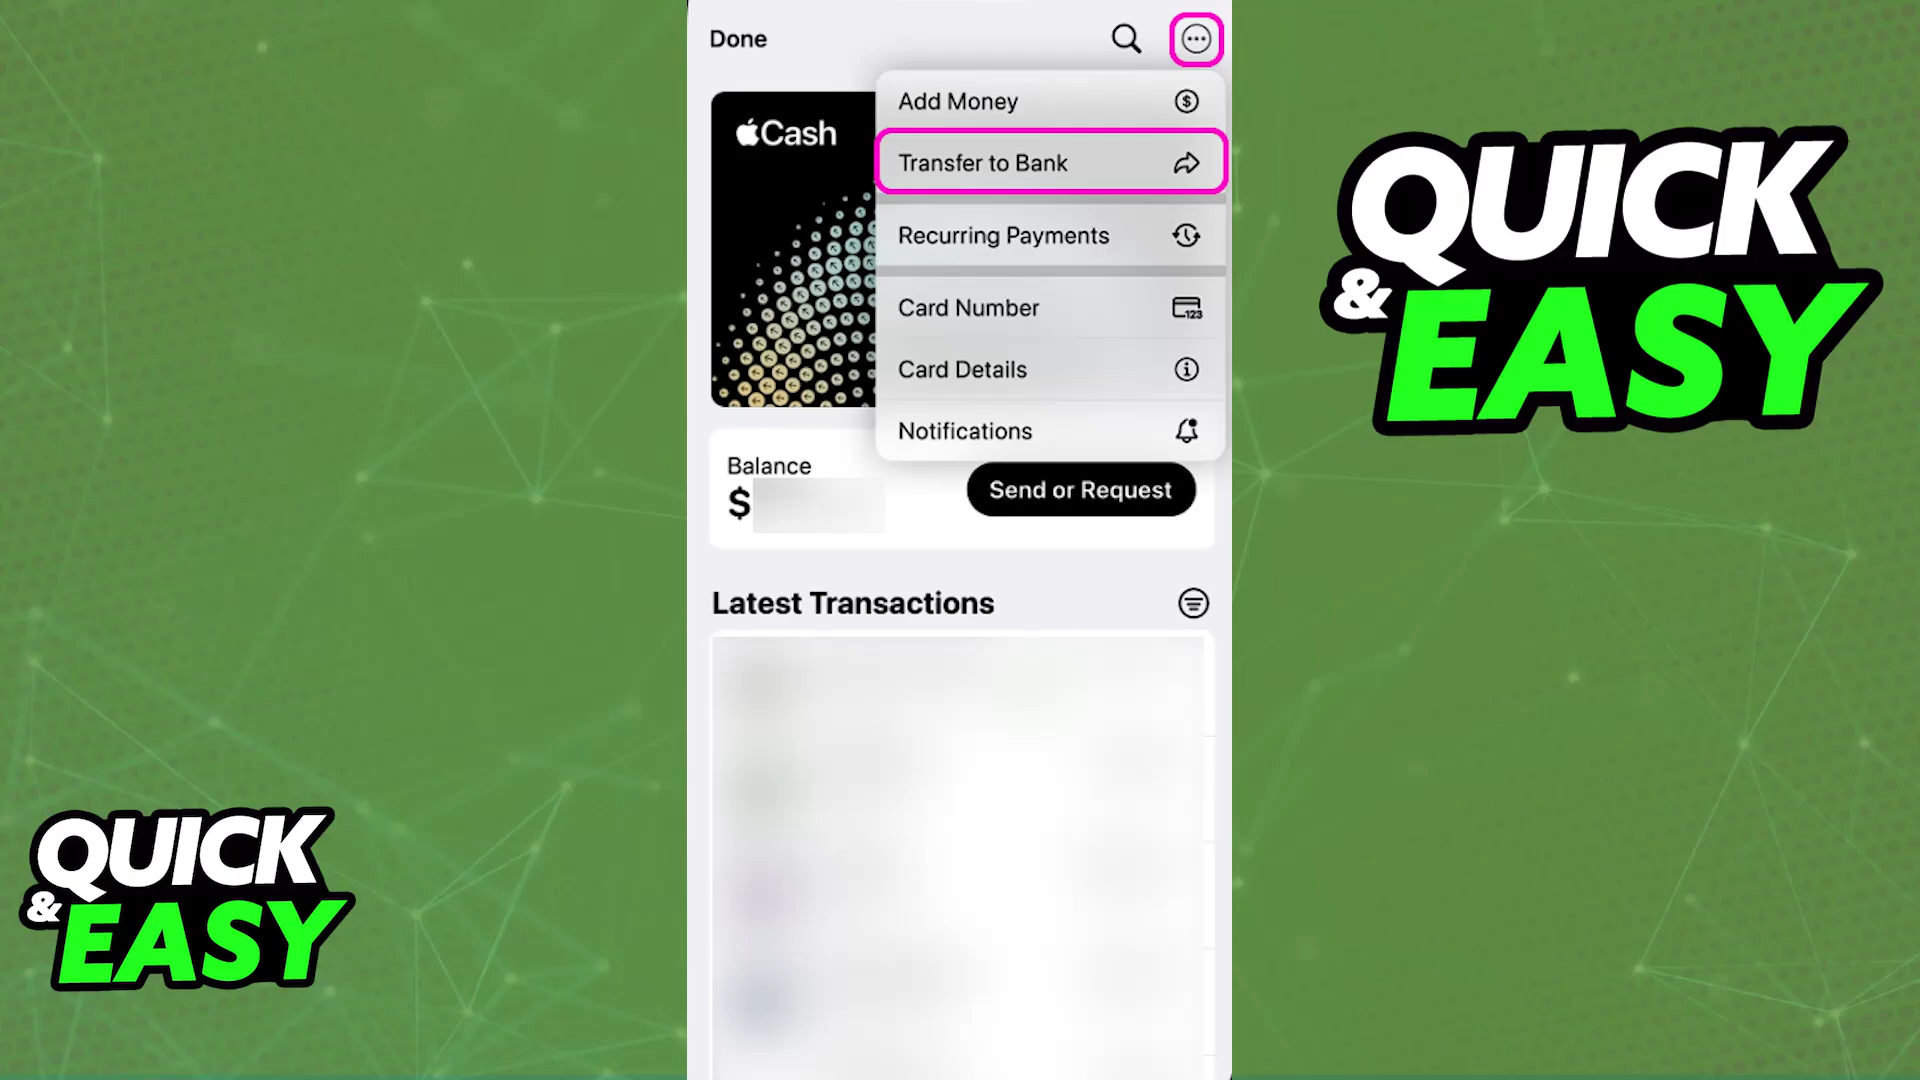 Done
Cash
Add Money
Transfer to Bank
Recurring Payments
Card Number
123
Card Details
Notifications
Balance
$
Send or Request
Latest Transactions
QUICK
& EASY
QUICK
& EASY